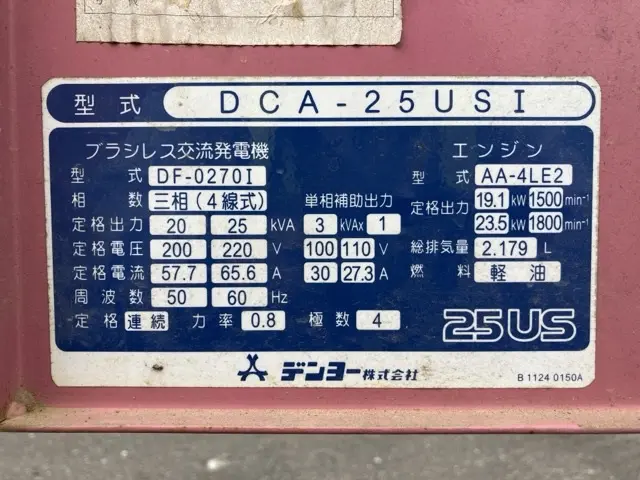 型式 DCA-25USI
ブラシレス交流発電機 エンジン
型式 DF-0270I 型式 AA-4LE2
相数 三相(4線式) 単相補助出力 定格出力 19.1 kW 1500 min⁻¹
定格出力 20 25 kVA 3 kVAx 1 23.5 kW 1800 min⁻¹
定格電圧 200 220 V 100 110 V 総排気量 2.179 L
定格電流 57.7 65.6 A 30 27.3 A 燃料 軽油
周波数 50 60 Hz
定格 連続 力率 0.8 極数 4 25US
デンヨー株式会社 B 1124 0150A